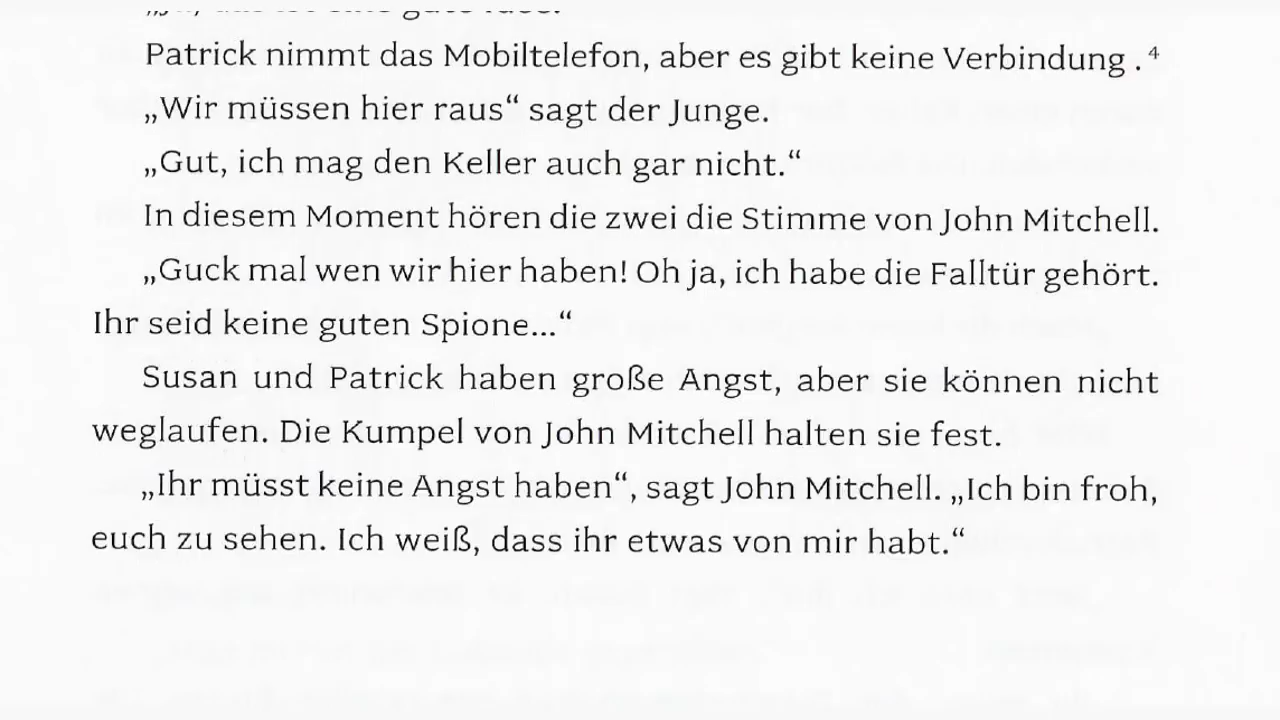 Patrick nimmt das Mobiltelefon, aber es gibt keine Verbindung .⁴
„Wir müssen hier raus“ sagt der Junge.
„Gut, ich mag den Keller auch gar nicht.“
In diesem Moment hören die zwei die Stimme von John Mitchell.
„Guck mal wen wir hier haben! Oh ja, ich habe die Falltür gehört.
Ihr seid keine guten Spione...“
Susan und Patrick haben große Angst, aber sie können nicht
weglaufen. Die Kumpel von John Mitchell halten sie fest.
„Ihr müsst keine Angst haben“, sagt John Mitchell. „Ich bin froh,
euch zu sehen. Ich weiß, dass ihr etwas von mir habt.“